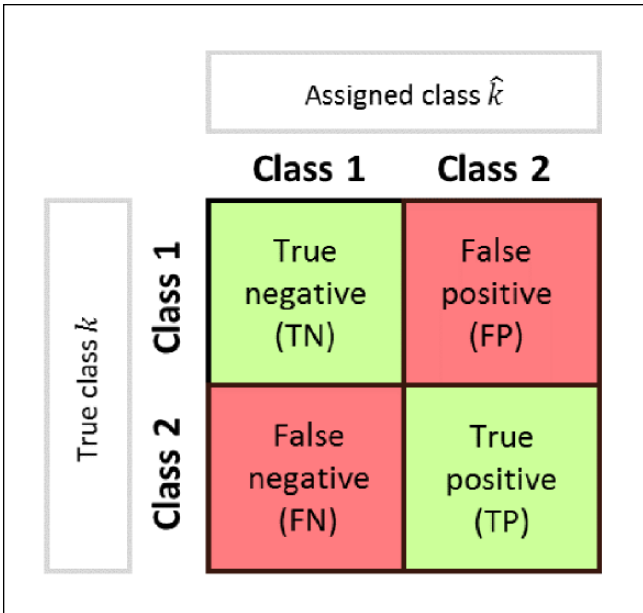 Assigned class k̂
Class 1 Class 2
True class k
Class 1
True
negative
(TN)
False
positive
(FP)
Class 2
False
negative
(FN)
True
positive
(TP)